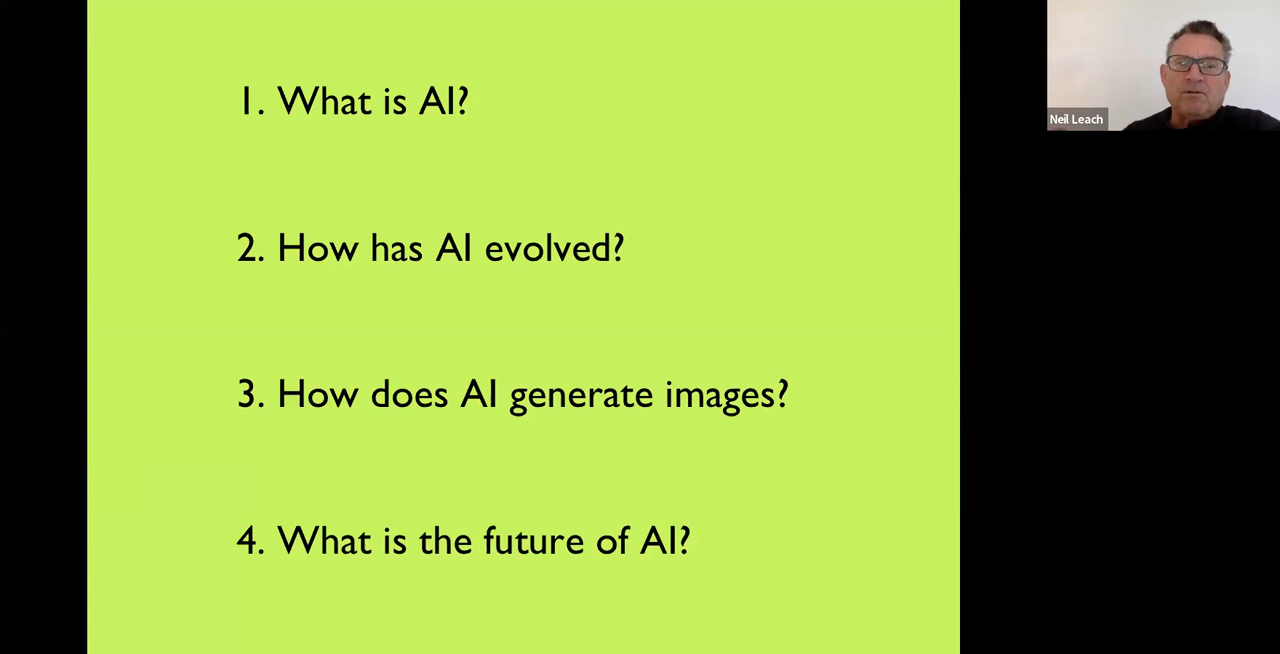 1. What is AI?
2. How has AI evolved?
3. How does AI generate images?
4. What is the future of AI?
Neil Leach